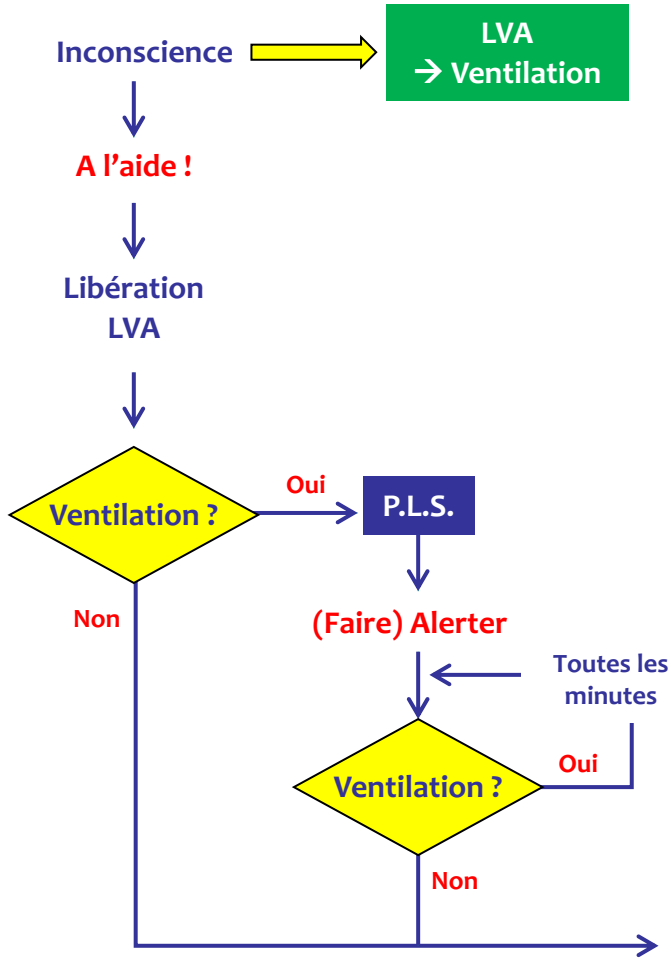 Inconscience
LVA
→ Ventilation
A l’aide !
Libération
LVA
Ventilation ?
Oui
P.L.S.
Non
(Faire) Alerter
Toutes les
minutes
Ventilation ?
Oui
Non